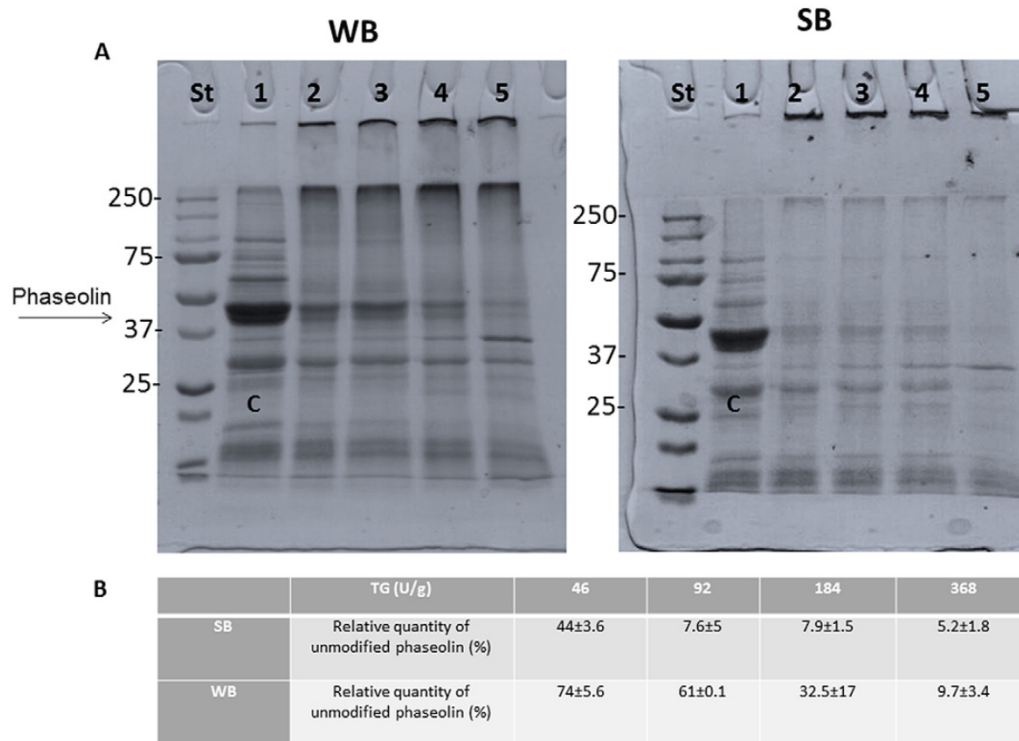 WB
SB
A
St 1 2 3 4 5
St 1 2 3 4 5
250-
75-
Phaseolin
37-
25-
C
250-
75-
37-
25-
C
B
TG (U/g) 46 92 184 368
SB Relative quantity of unmodified phaseolin (%) 44±3.6 7.6±5 7.9±1.5 5.2±1.8
WB Relative quantity of unmodified phaseolin (%) 74±5.6 61±0.1 32.5±17 9.7±3.4